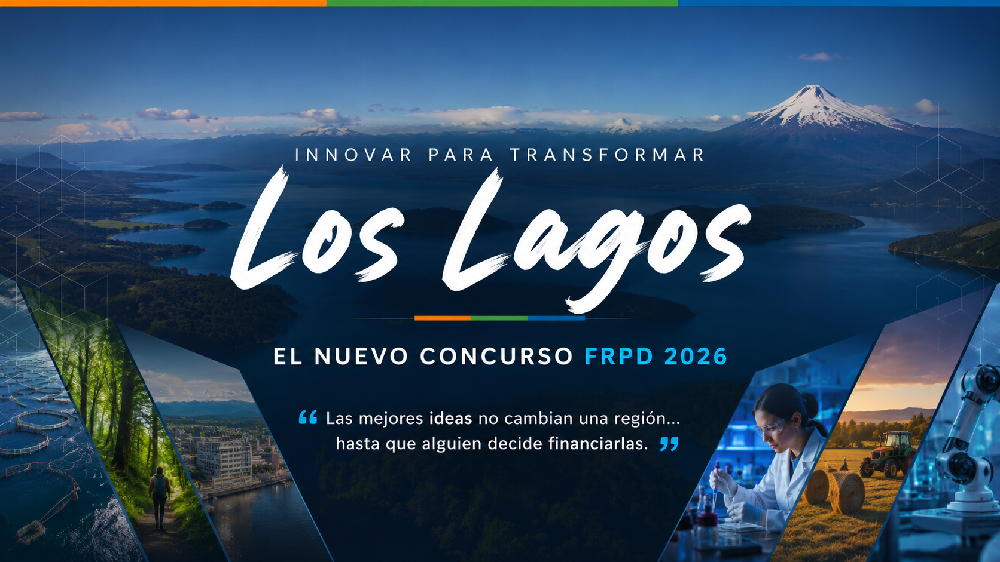 INNOVAR PARA TRANSFORMAR
Los Lagos
EL NUEVO CONCURSO FRPD 2026
“ Las mejores ideas no cambian una región...
hasta que alguien decide financiarlas. ”